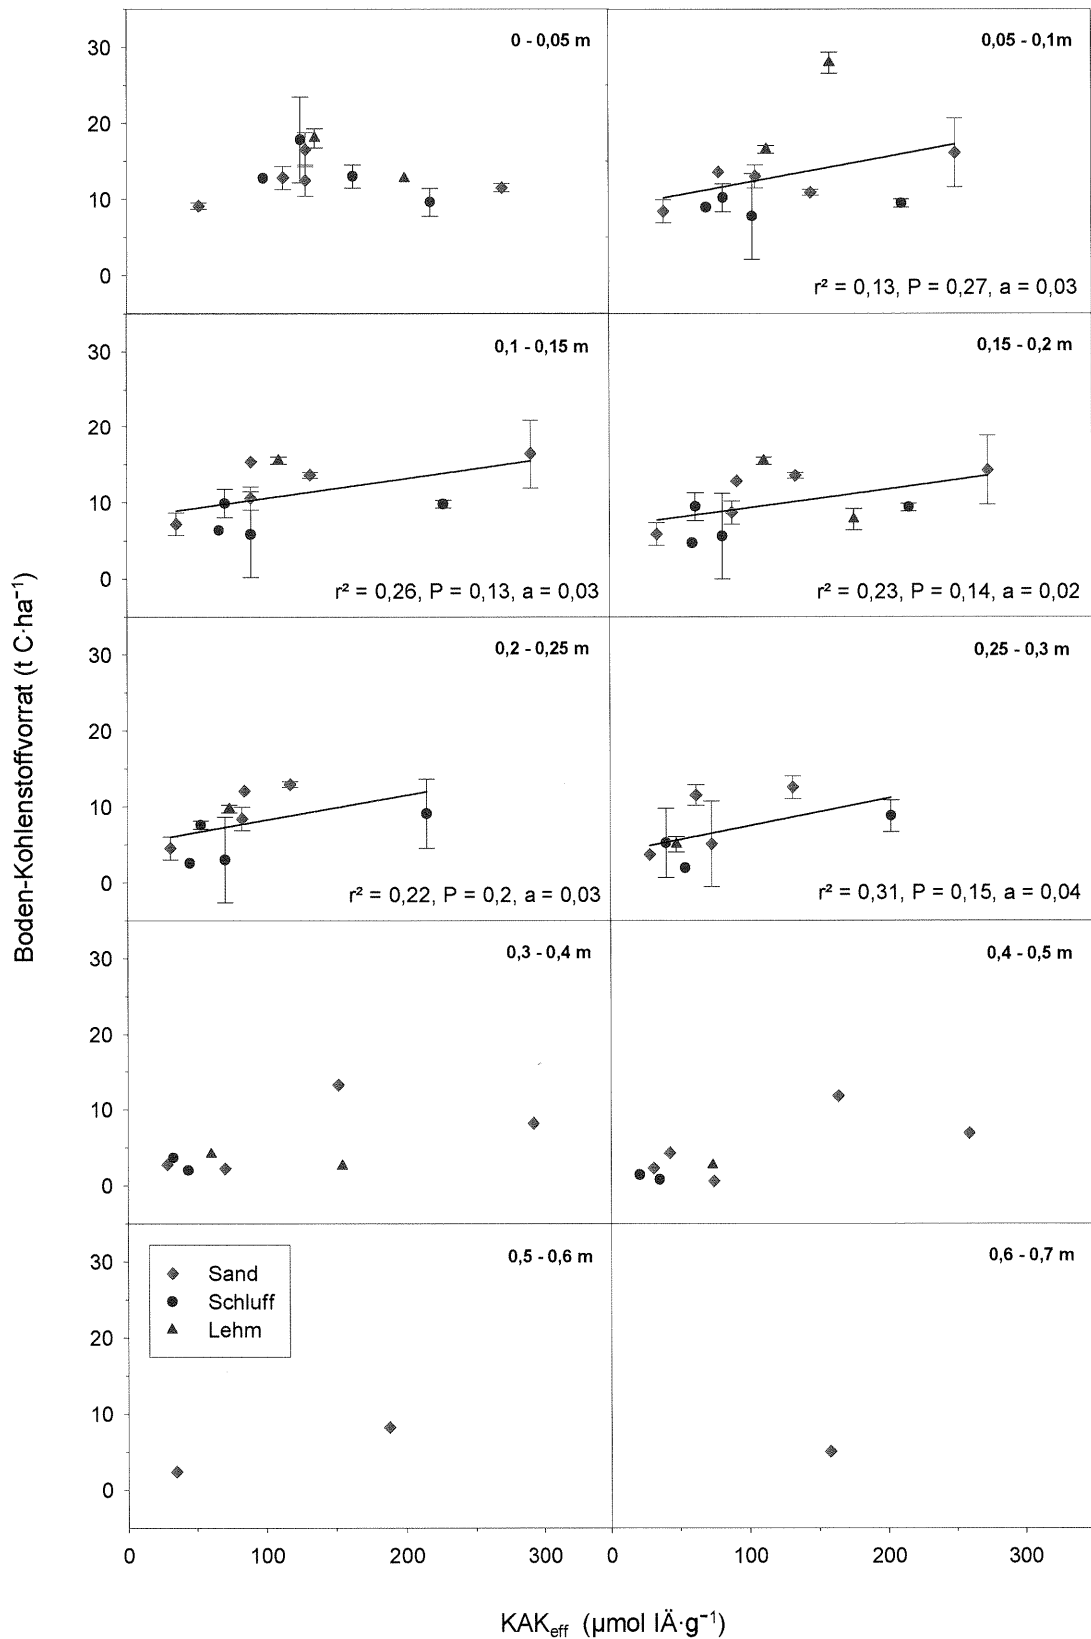 0 - 0,05 m
0,05 - 0,1m
30
20
10
0
r² = 0,13, P = 0,27, a = 0,03
0,1 - 0,15 m
0,15 - 0,2 m
30
20
10
0
r² = 0,26, P = 0,13, a = 0,03
r² = 0,23, P = 0,14, a = 0,02
Boden-Kohlenstoffvorrat (t C·ha⁻¹)
0,2 - 0,25 m
0,25 - 0,3 m
30
20
10
0
r² = 0,22, P = 0,2, a = 0,03
r² = 0,31, P = 0,15, a = 0,04
0,3 - 0,4 m
0,4 - 0,5 m
30
20
10
0
0,5 - 0,6 m
0,6 - 0,7 m
30
20
10
0
Sand
Schluff
Lehm
0 100 200 300 0 100 200 300
KAKeff (µmol IÄ·g⁻¹)